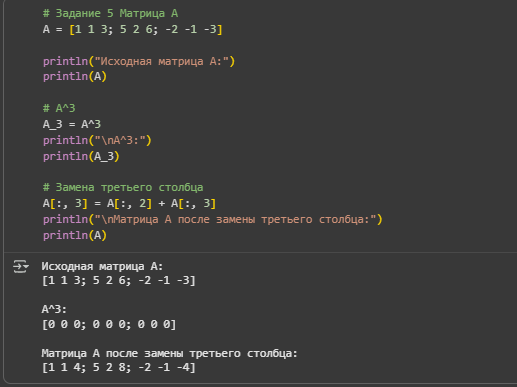 # Задание 5 Матрица А
A = [1 1 3; 5 2 6; -2 -1 -3]
println("Исходная матрица A:")
println(A)
# A^3
A_3 = A^3
println("\nA^3:")
println(A_3)
# Замена третьего столбца
A[:, 3] = A[:, 2] + A[:, 3]
println("\nМатрица A после замены третьего столбца:")
println(A)
Исходная матрица A:
[1 1 3; 5 2 6; -2 -1 -3]
A^3:
[0 0 0; 0 0 0; 0 0 0]
Матрица A после замены третьего столбца:
[1 1 4; 5 2 8; -2 -1 -4]